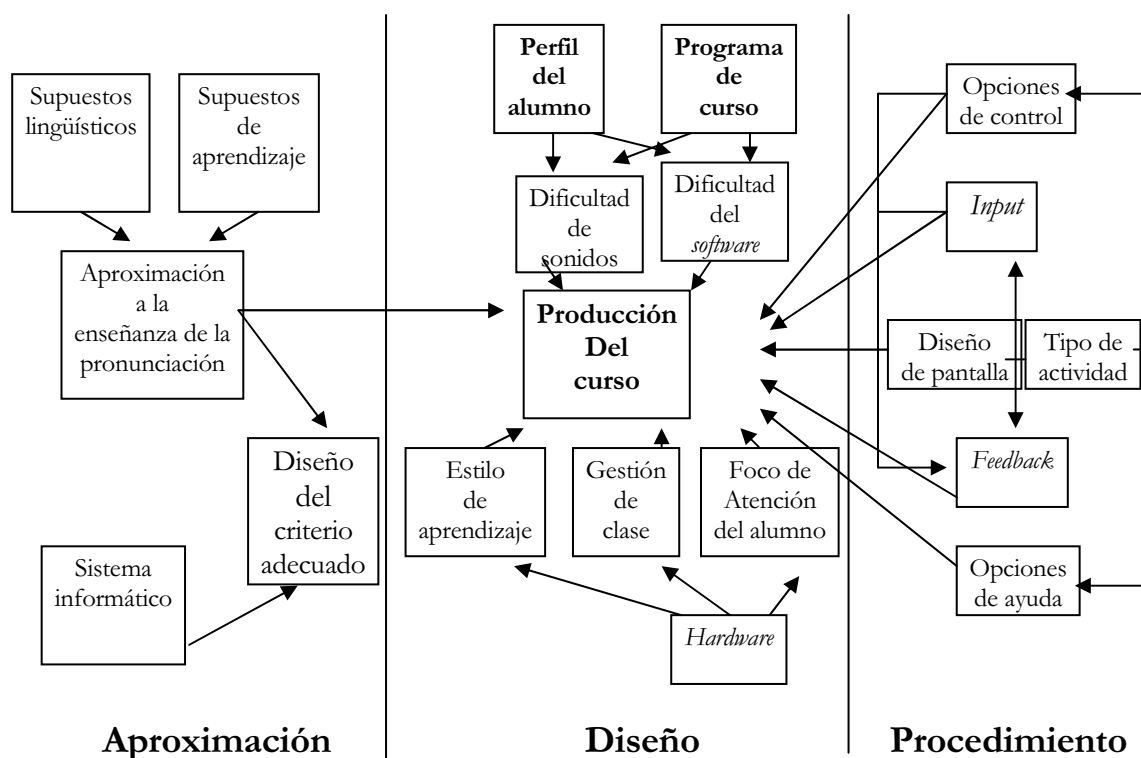 Supuestos
lingüísticos
Supuestos
de
aprendizaje
Aproximación
a la
enseñanza de la
pronunciación
Diseño
del
criterio
adecuado
Sistema
informático
Aproximación
Perfil
del
alumno
Programa
de
curso
Dificultad
de
sonidos
Dificultad
del
software
Producción
Del
curso
Estilo
de
aprendizaje
Gestión
de
clase
Foco de
Atención
del alumno
Hardware
Diseño
Opciones
de control
Input
Diseño
de pantalla
Tipo de
actividad
Feedback
Opciones
de ayuda
Procedimiento